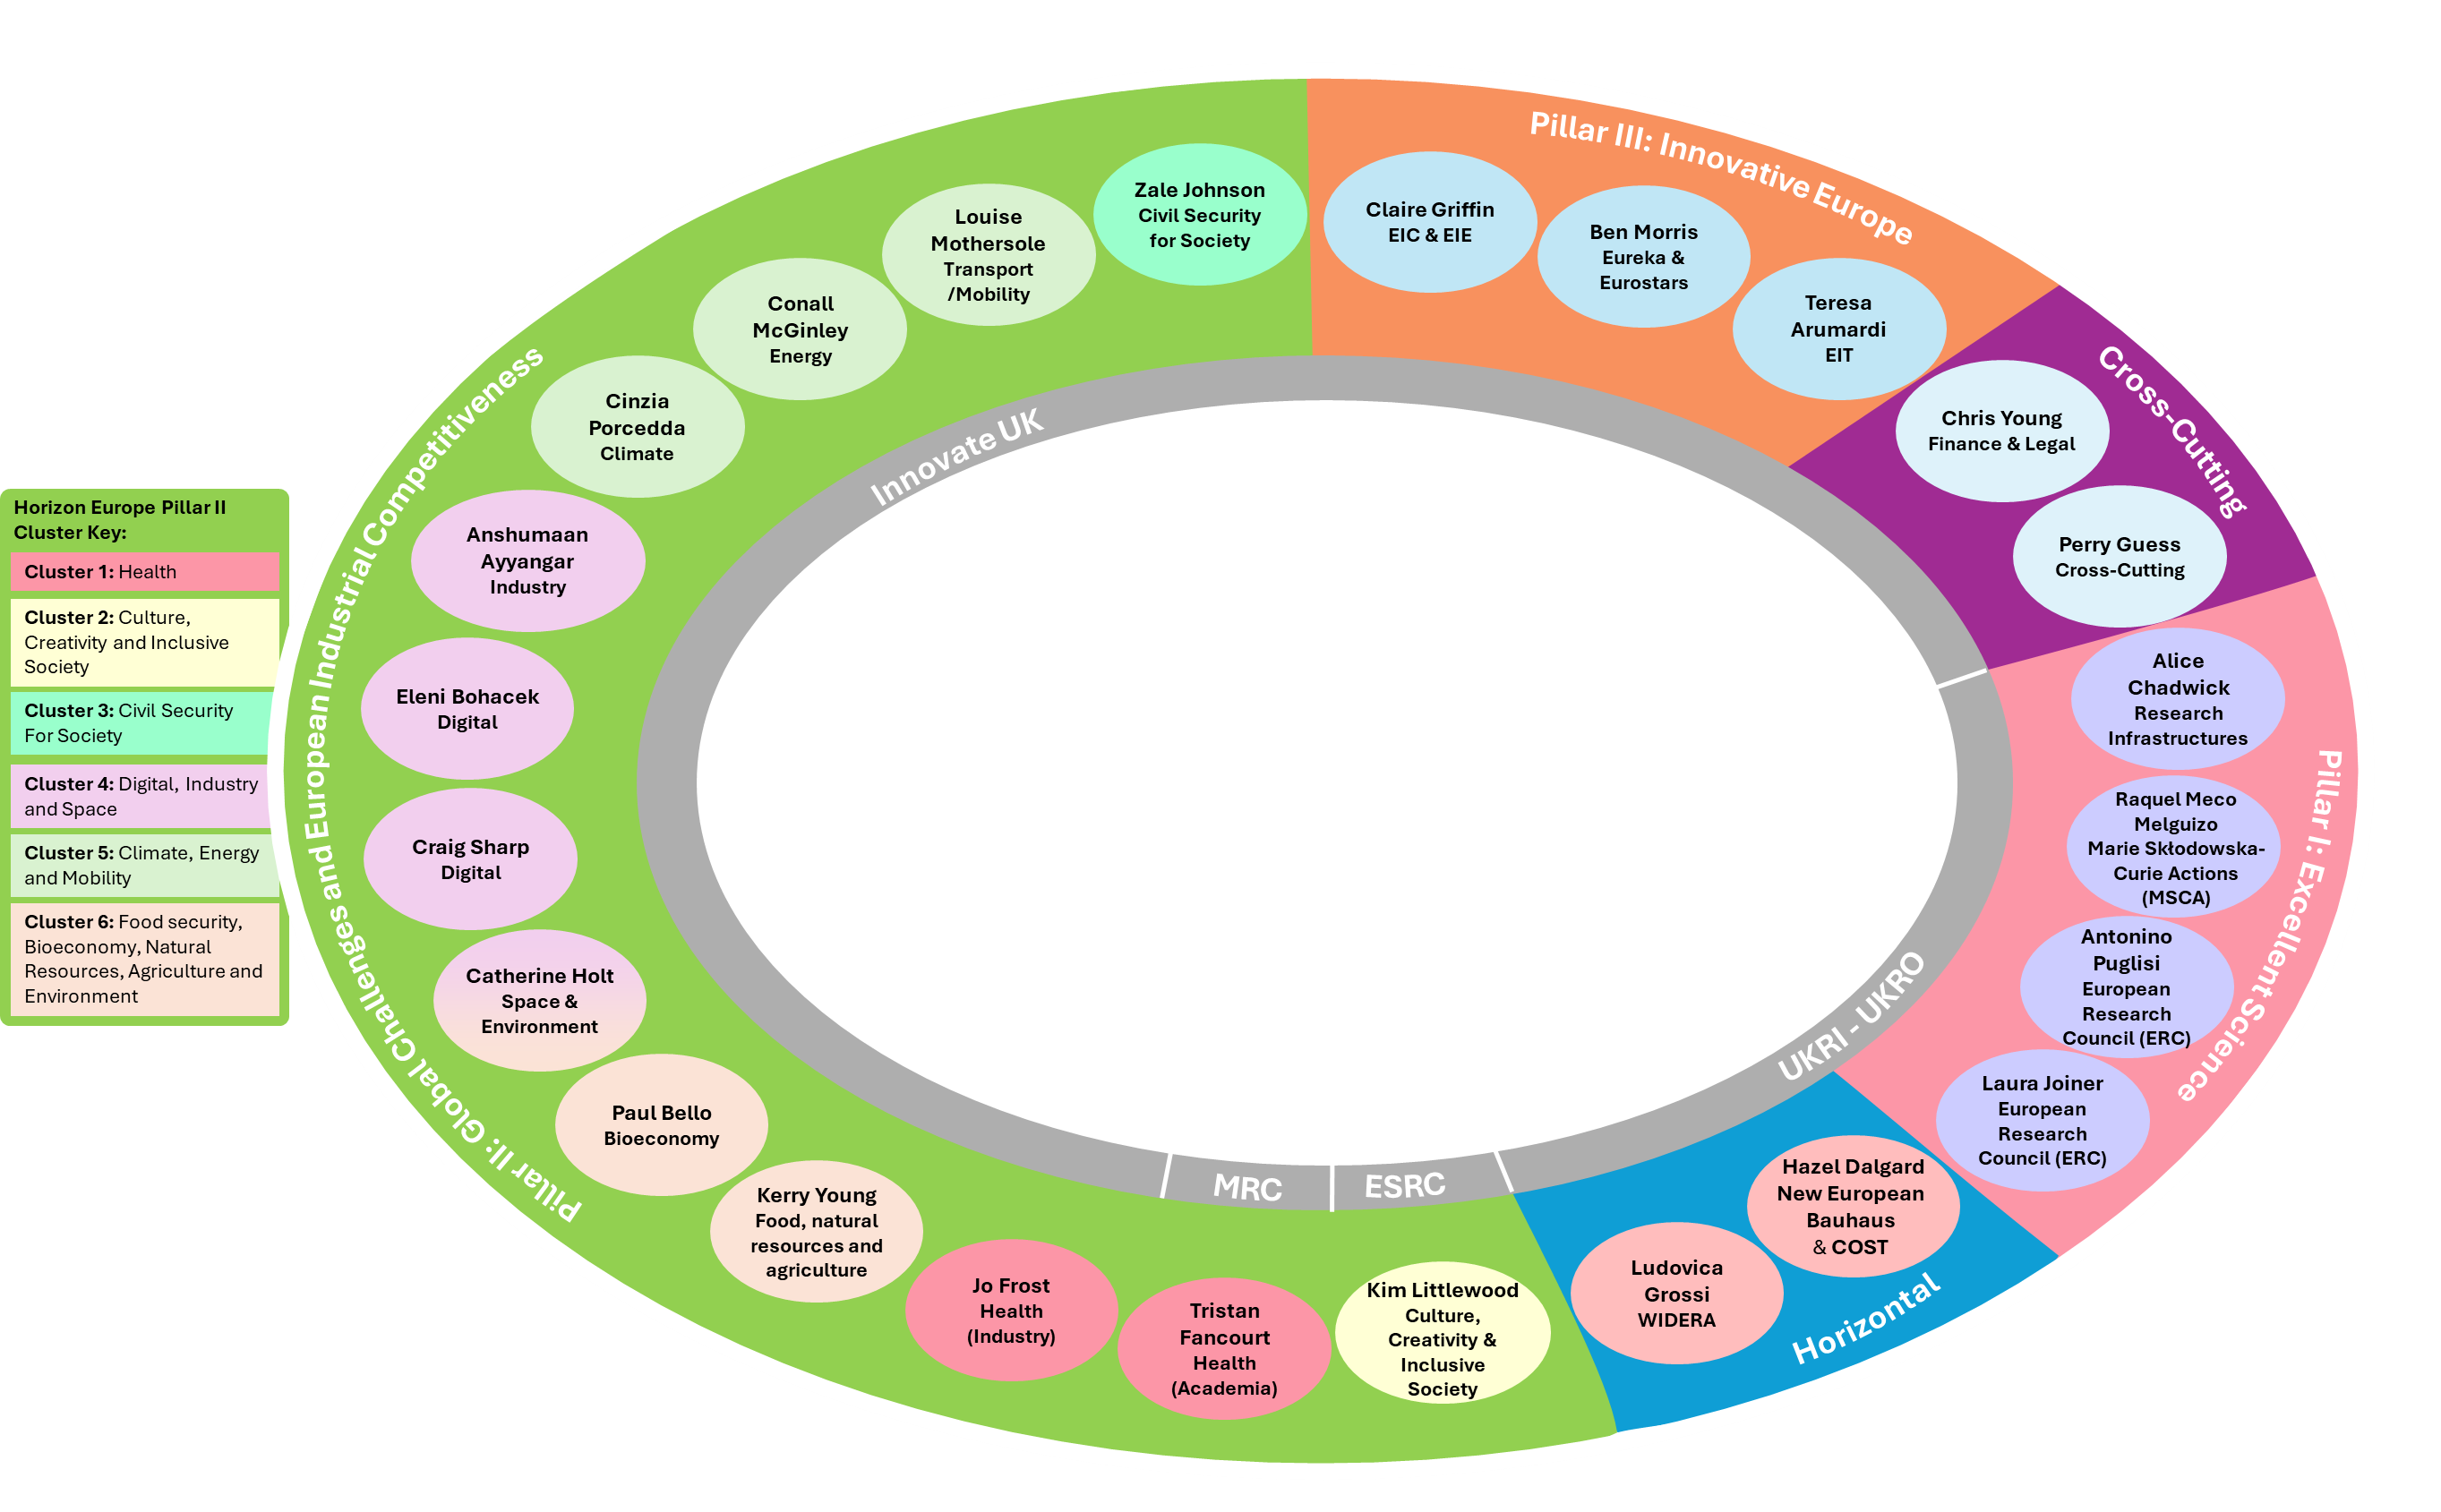 Horizon Europe Pillar II
Cluster Key:
Cluster 1: Health
Cluster 2: Culture,
Creativity and Inclusive
Society
Cluster 3: Civil Security
For Society
Cluster 4: Digital, Industry
and Space
Cluster 5: Climate, Energy
and Mobility
Cluster 6: Food security,
Bioeconomy, Natural
Resources, Agriculture and
Environment
Pillar II: Global Challenges and European Industrial Competitiveness
Zale Johnson
Civil Security
for Society
Louise
Mothersole
Transport
/Mobility
Conall
McGinley
Energy
Cinzia
Porcedda
Climate
Anshumaan
Ayyangar
Industry
Eleni Bohacek
Digital
Craig Sharp
Digital
Catherine Holt
Space &
Environment
Paul Bello
Bioeconomy
Kerry Young
Food, natural
resources and
agriculture
Jo Frost
Health
(Industry)
Tristan
Fancourt
Health
(Academia)
Kim Littlewood
Culture,
Creativity &
Inclusive
Society
Pillar III: Innovative Europe
Claire Griffin
EIC & EIE
Ben Morris
Eureka &
Eurostars
Teresa
Arumardi
EIT
Cross-Cutting
Chris Young
Finance & Legal
Perry Guess
Cross-Cutting
Pillar I: Excellent Science
Alice
Chadwick
Research
Infrastructures
Raquel Meco
Melguizo
Marie Skłodowska-
Curie Actions
(MSCA)
Antonino
Puglisi
European
Research
Council (ERC)
Laura Joiner
European
Research
Council (ERC)
Horizontal
Hazel Dalgard
New European
Bauhaus
& COST
Ludovica
Grossi
WIDERA
Innovate UK
MRC
ESRC
UKRI - UKRO